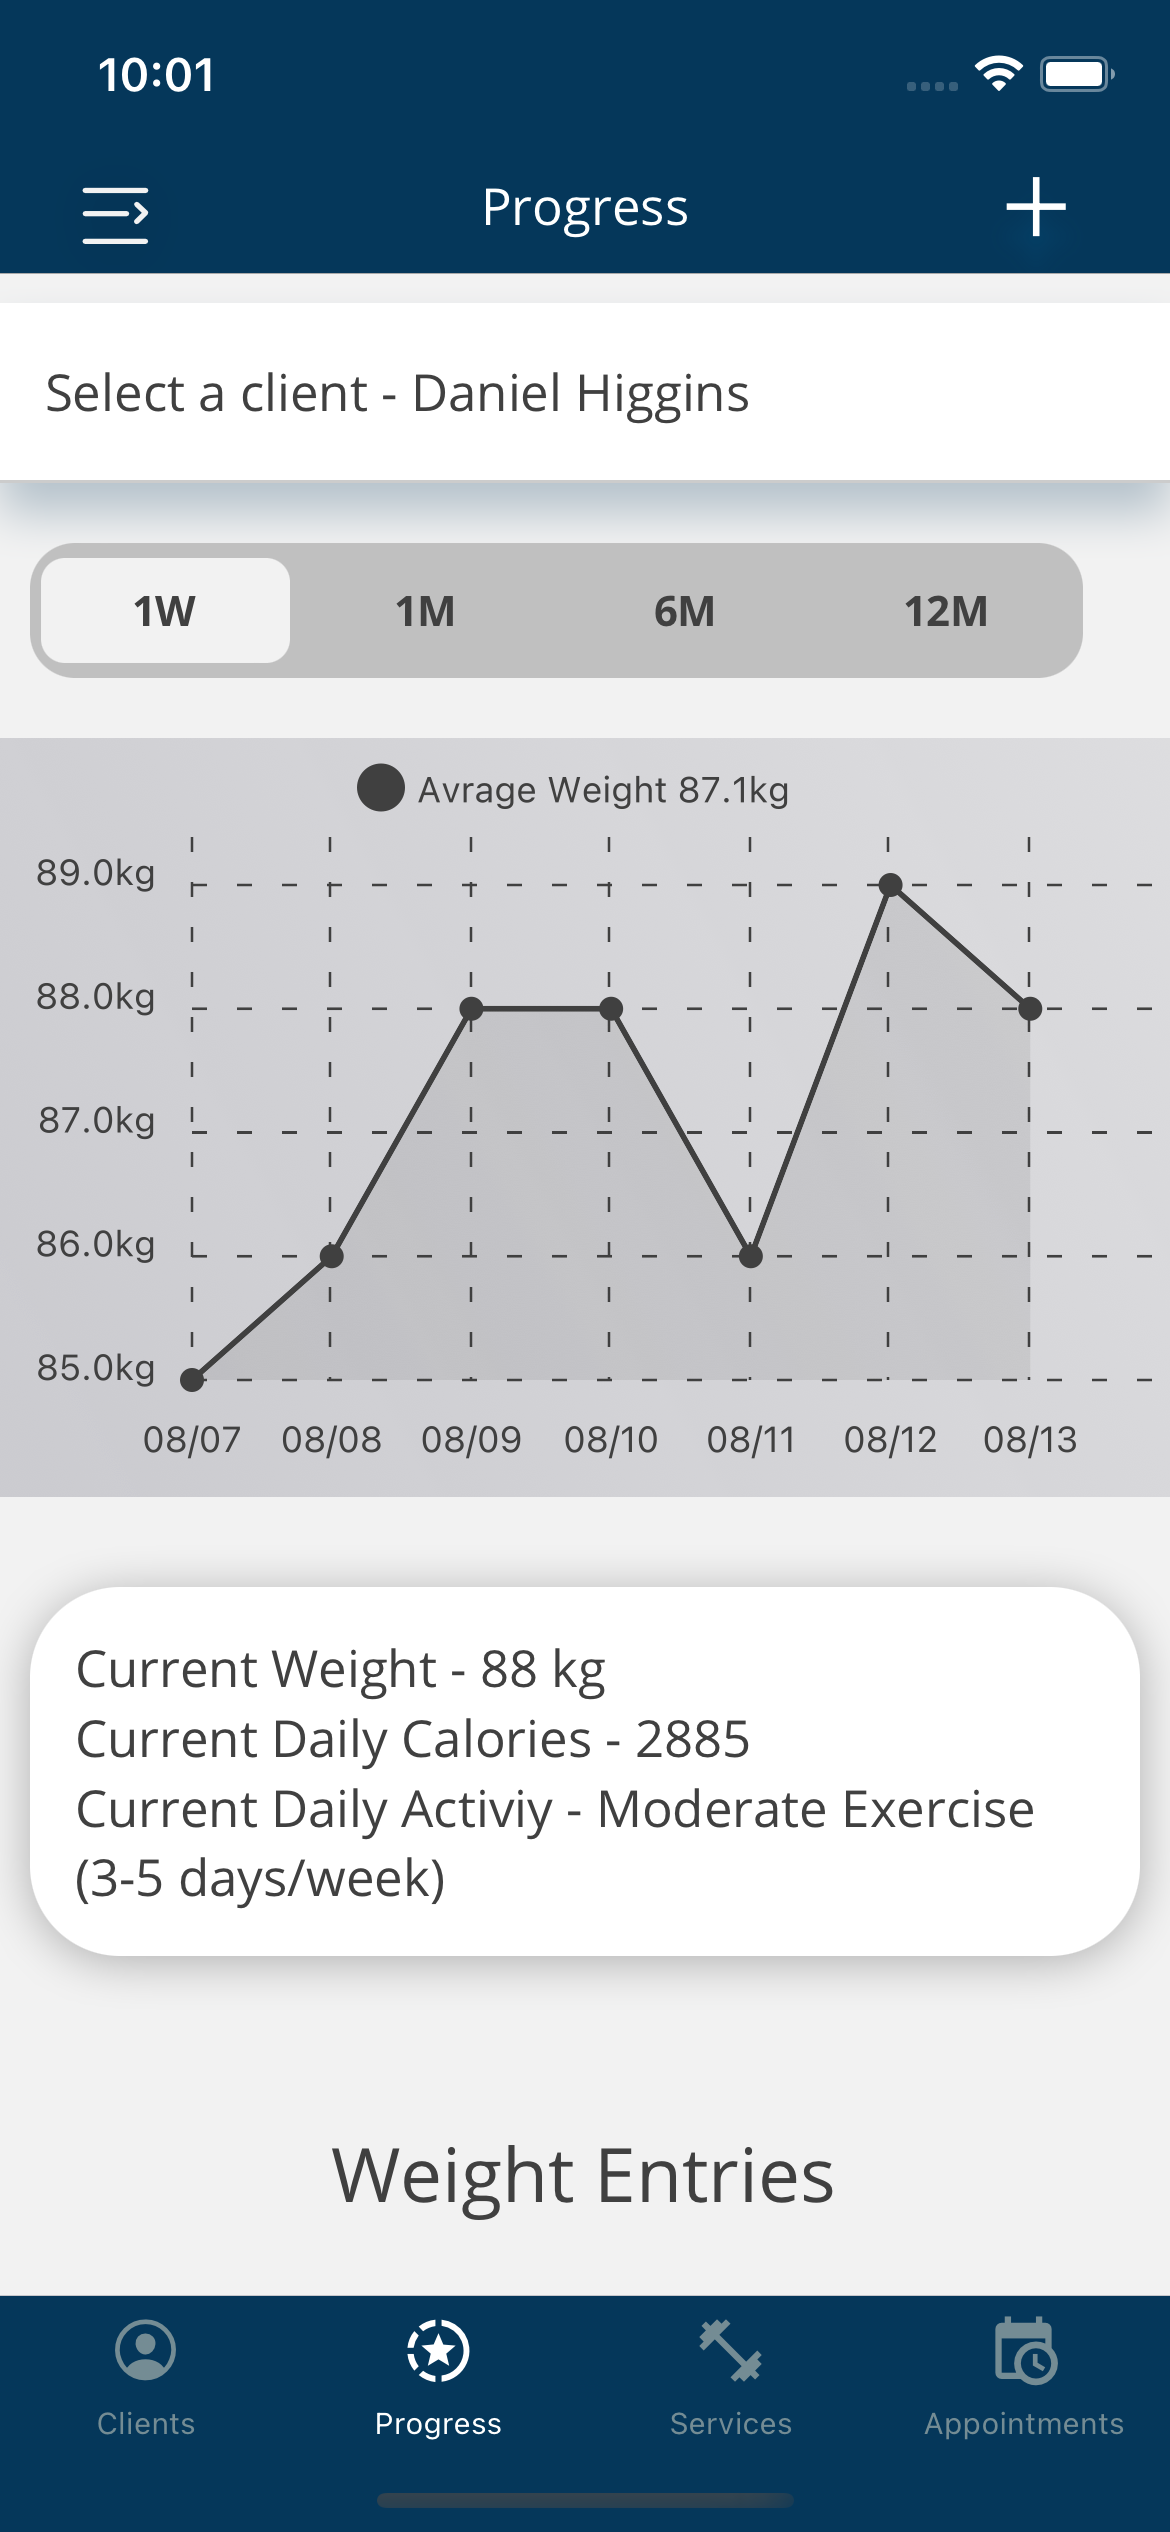 10:01
Progress
Select a client - Daniel Higgins
1W 1M 6M 12M
Avrage Weight 87.1kg
89.0kg
88.0kg
87.0kg
86.0kg
85.0kg
08/07 08/08 08/09 08/10 08/11 08/12 08/13
Current Weight - 88 kg
Current Daily Calories - 2885
Current Daily Activiy - Moderate Exercise
(3-5 days/week)
Weight Entries
Clients Progress Services Appointments